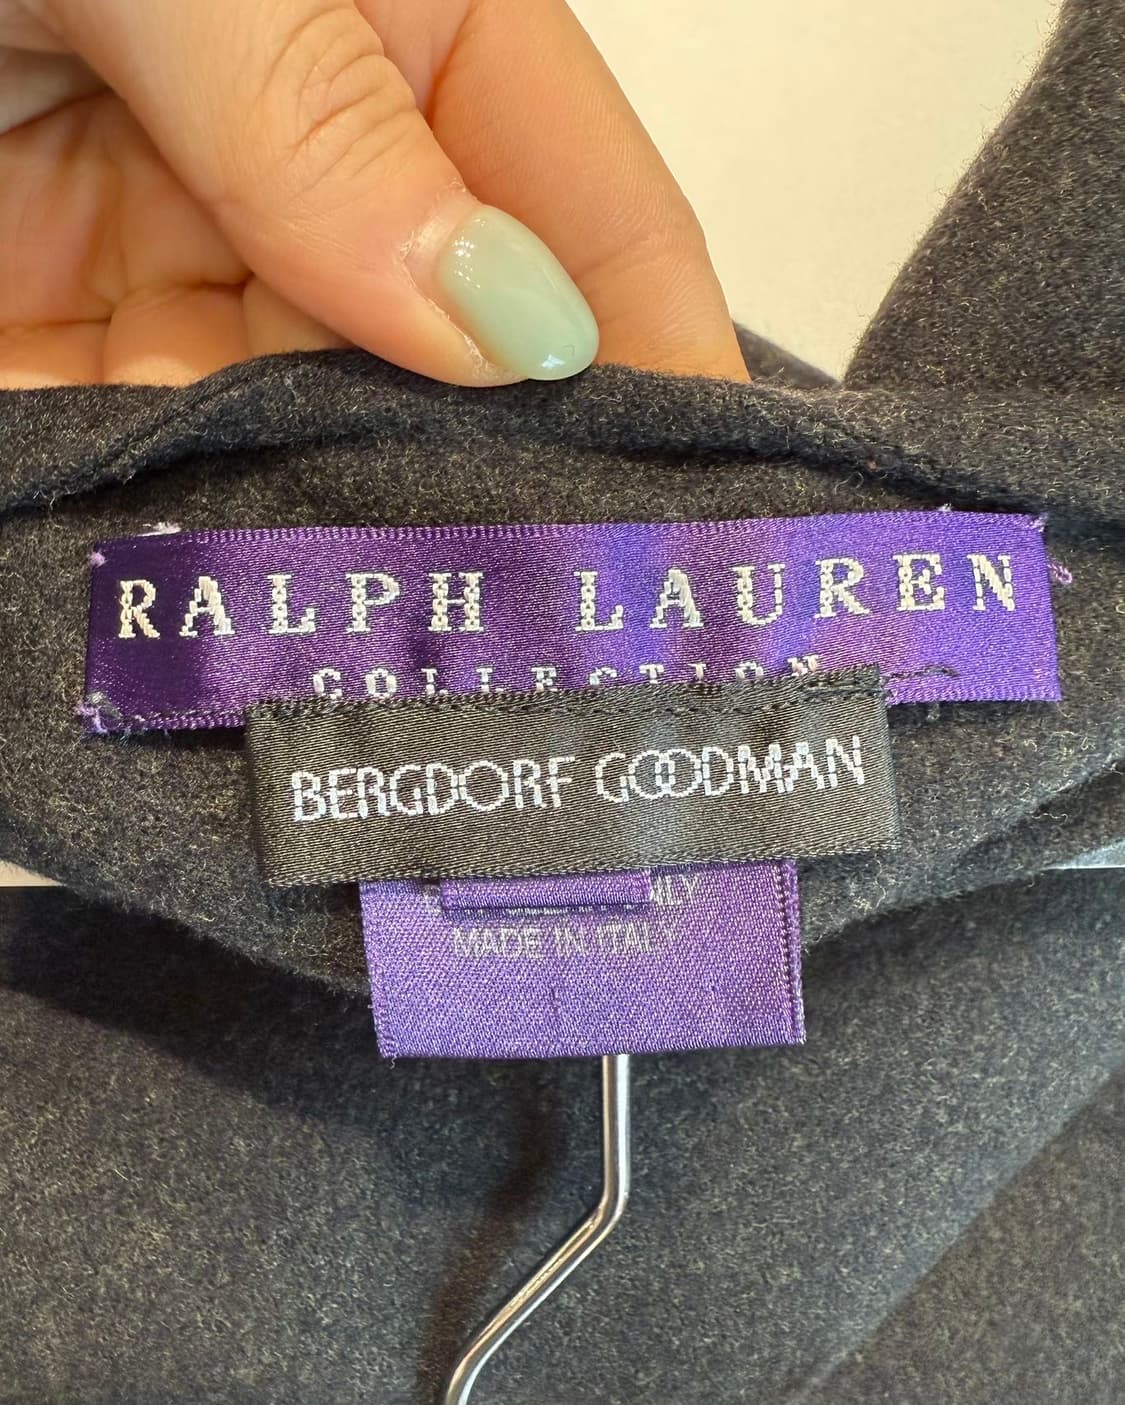 RALPH LAUREN
COLLECTION
BERGDORF GOODMAN
MADE IN ITALY